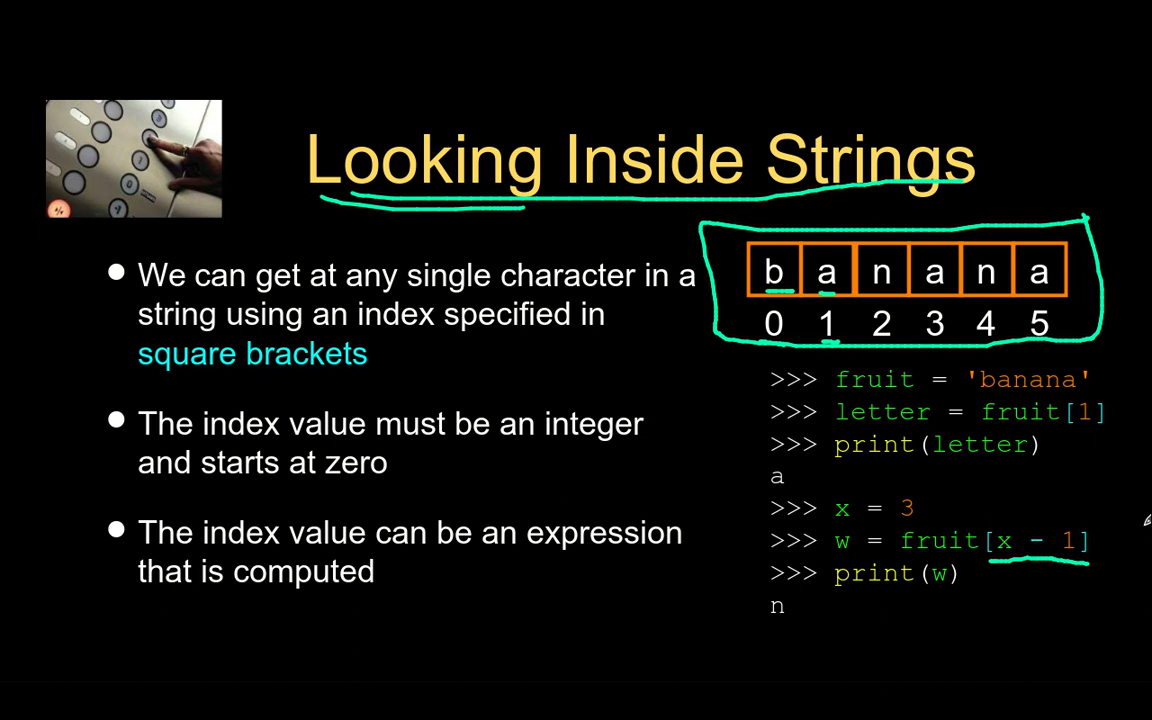 Looking Inside Strings
We can get at any single character in a
string using an index specified in
square brackets
The index value must be an integer
and starts at zero
The index value can be an expression
that is computed
b a n a n a
0 1 2 3 4 5
>>> fruit = 'banana'
>>> letter = fruit[1]
>>> print(letter)
a
>>> x = 3
>>> w = fruit[x - 1]
>>> print(w)
n